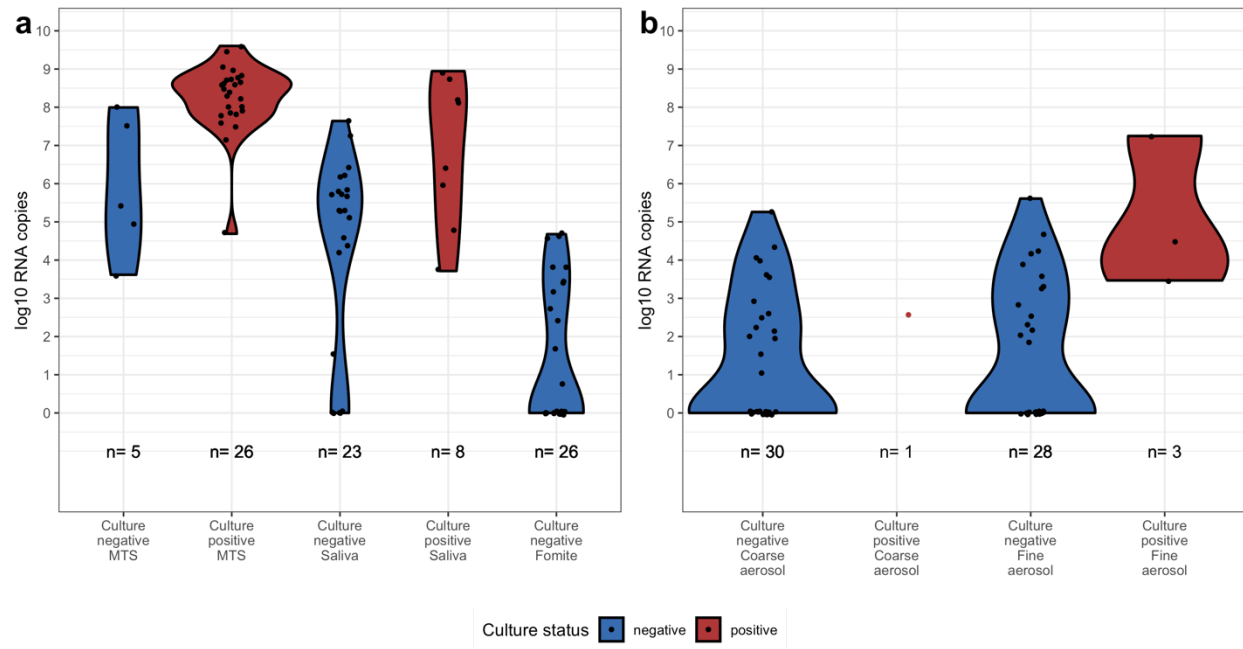 a
10
9
8
7
6
5
4
3
2
1
0
log10 RNA copies
n= 5
n= 26
n= 23
n= 8
n= 26
Culture
negative
MTS
Culture
positive
MTS
Culture
negative
Saliva
Culture
positive
Saliva
Culture
negative
Fomite
b
10
9
8
7
6
5
4
3
2
1
0
log10 RNA copies
n= 30
n= 1
n= 28
n= 3
Culture
negative
Coarse
aerosol
Culture
positive
Coarse
aerosol
Culture
negative
Fine
aerosol
Culture
positive
Fine
aerosol
Culture status negative positive